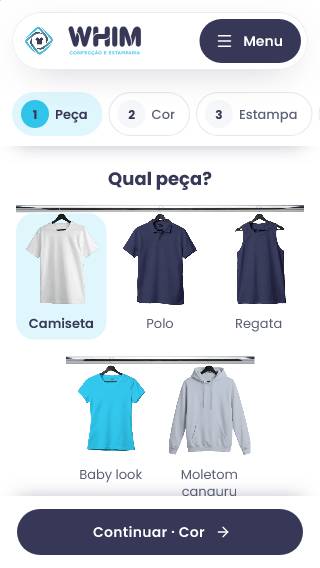 WHIM
CONFECÇÃO E ESTAMPARIA
Menu
1 Peça
2 Cor
3 Estampa
Qual peça?
Camiseta
Polo
Regata
Baby look
Moletom
canguru
Continuar · Cor